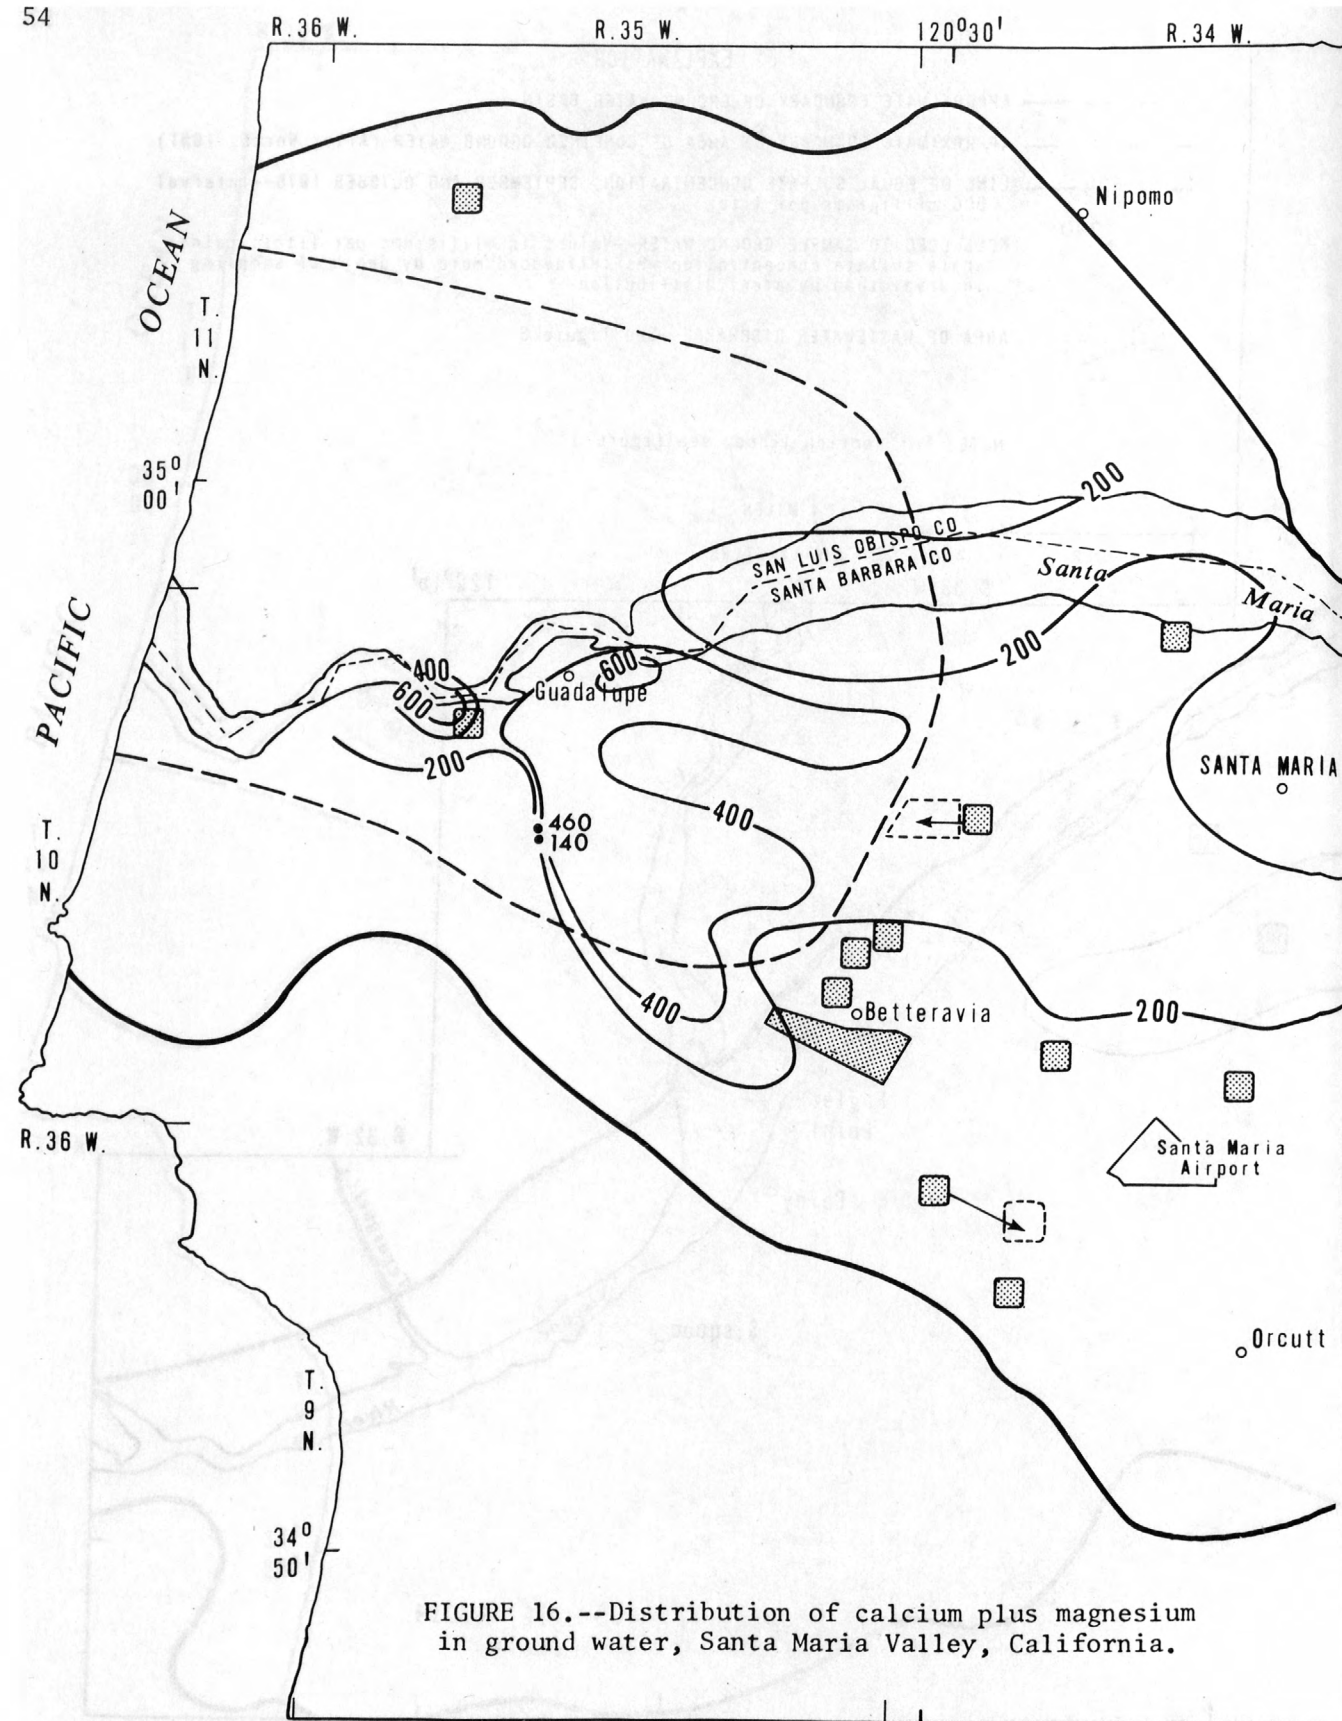 54
R.36 W.
R.35 W.
120°30'
R.34 W.
Nipomo
OCEAN
T.
11
N.
35°
00'
200
SAN LUIS OBISPO CO
SANTA BARBARA CO
Santa
Maria
PACIFIC
400
600
600
Guadalupe
200
200
SANTA MARIA
400
460
140
T.
10
N.
400
Betteravia
200
R.36 W.
Santa Maria
Airport
Orcutt
T.
9
N.
34°
50'
FIGURE 16.--Distribution of calcium plus magnesium
in ground water, Santa Maria Valley, California.